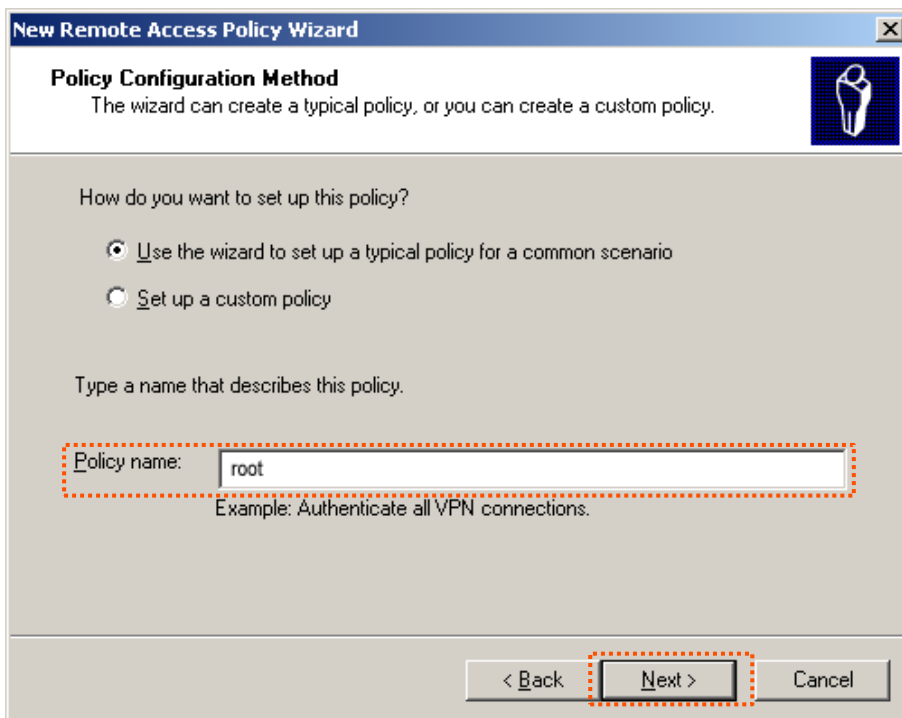 New Remote Access Policy Wizard
Policy Configuration Method
The wizard can create a typical policy, or you can create a custom policy.
How do you want to set up this policy?
Use the wizard to set up a typical policy for a common scenario
Set up a custom policy
Type a name that describes this policy.
Policy name: root
Example: Authenticate all VPN connections.
< Back Next > Cancel